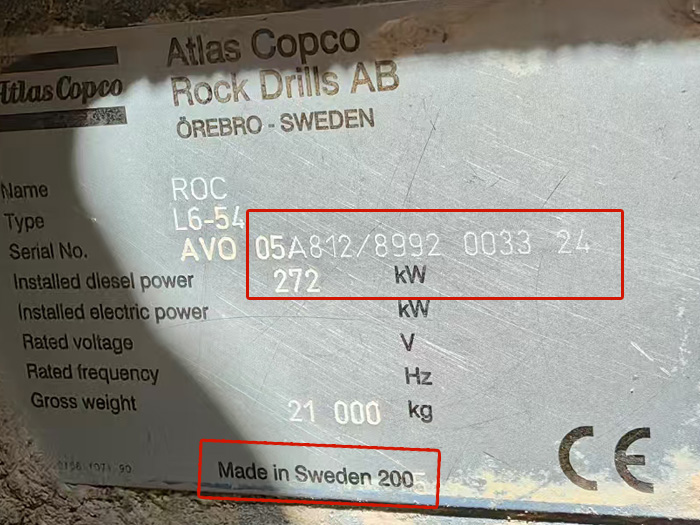 Atlas Copco
Atlas Copco
Rock Drills AB
ÖREBRO - SWEDEN
Name ROC
Type L6-54
Serial No. AVO 05A812/8992 0033 24
Installed diesel power 272 kW
Installed electric power kW
Rated voltage V
Rated frequency Hz
Gross weight 21 000 kg
CE
Made in Sweden 2005